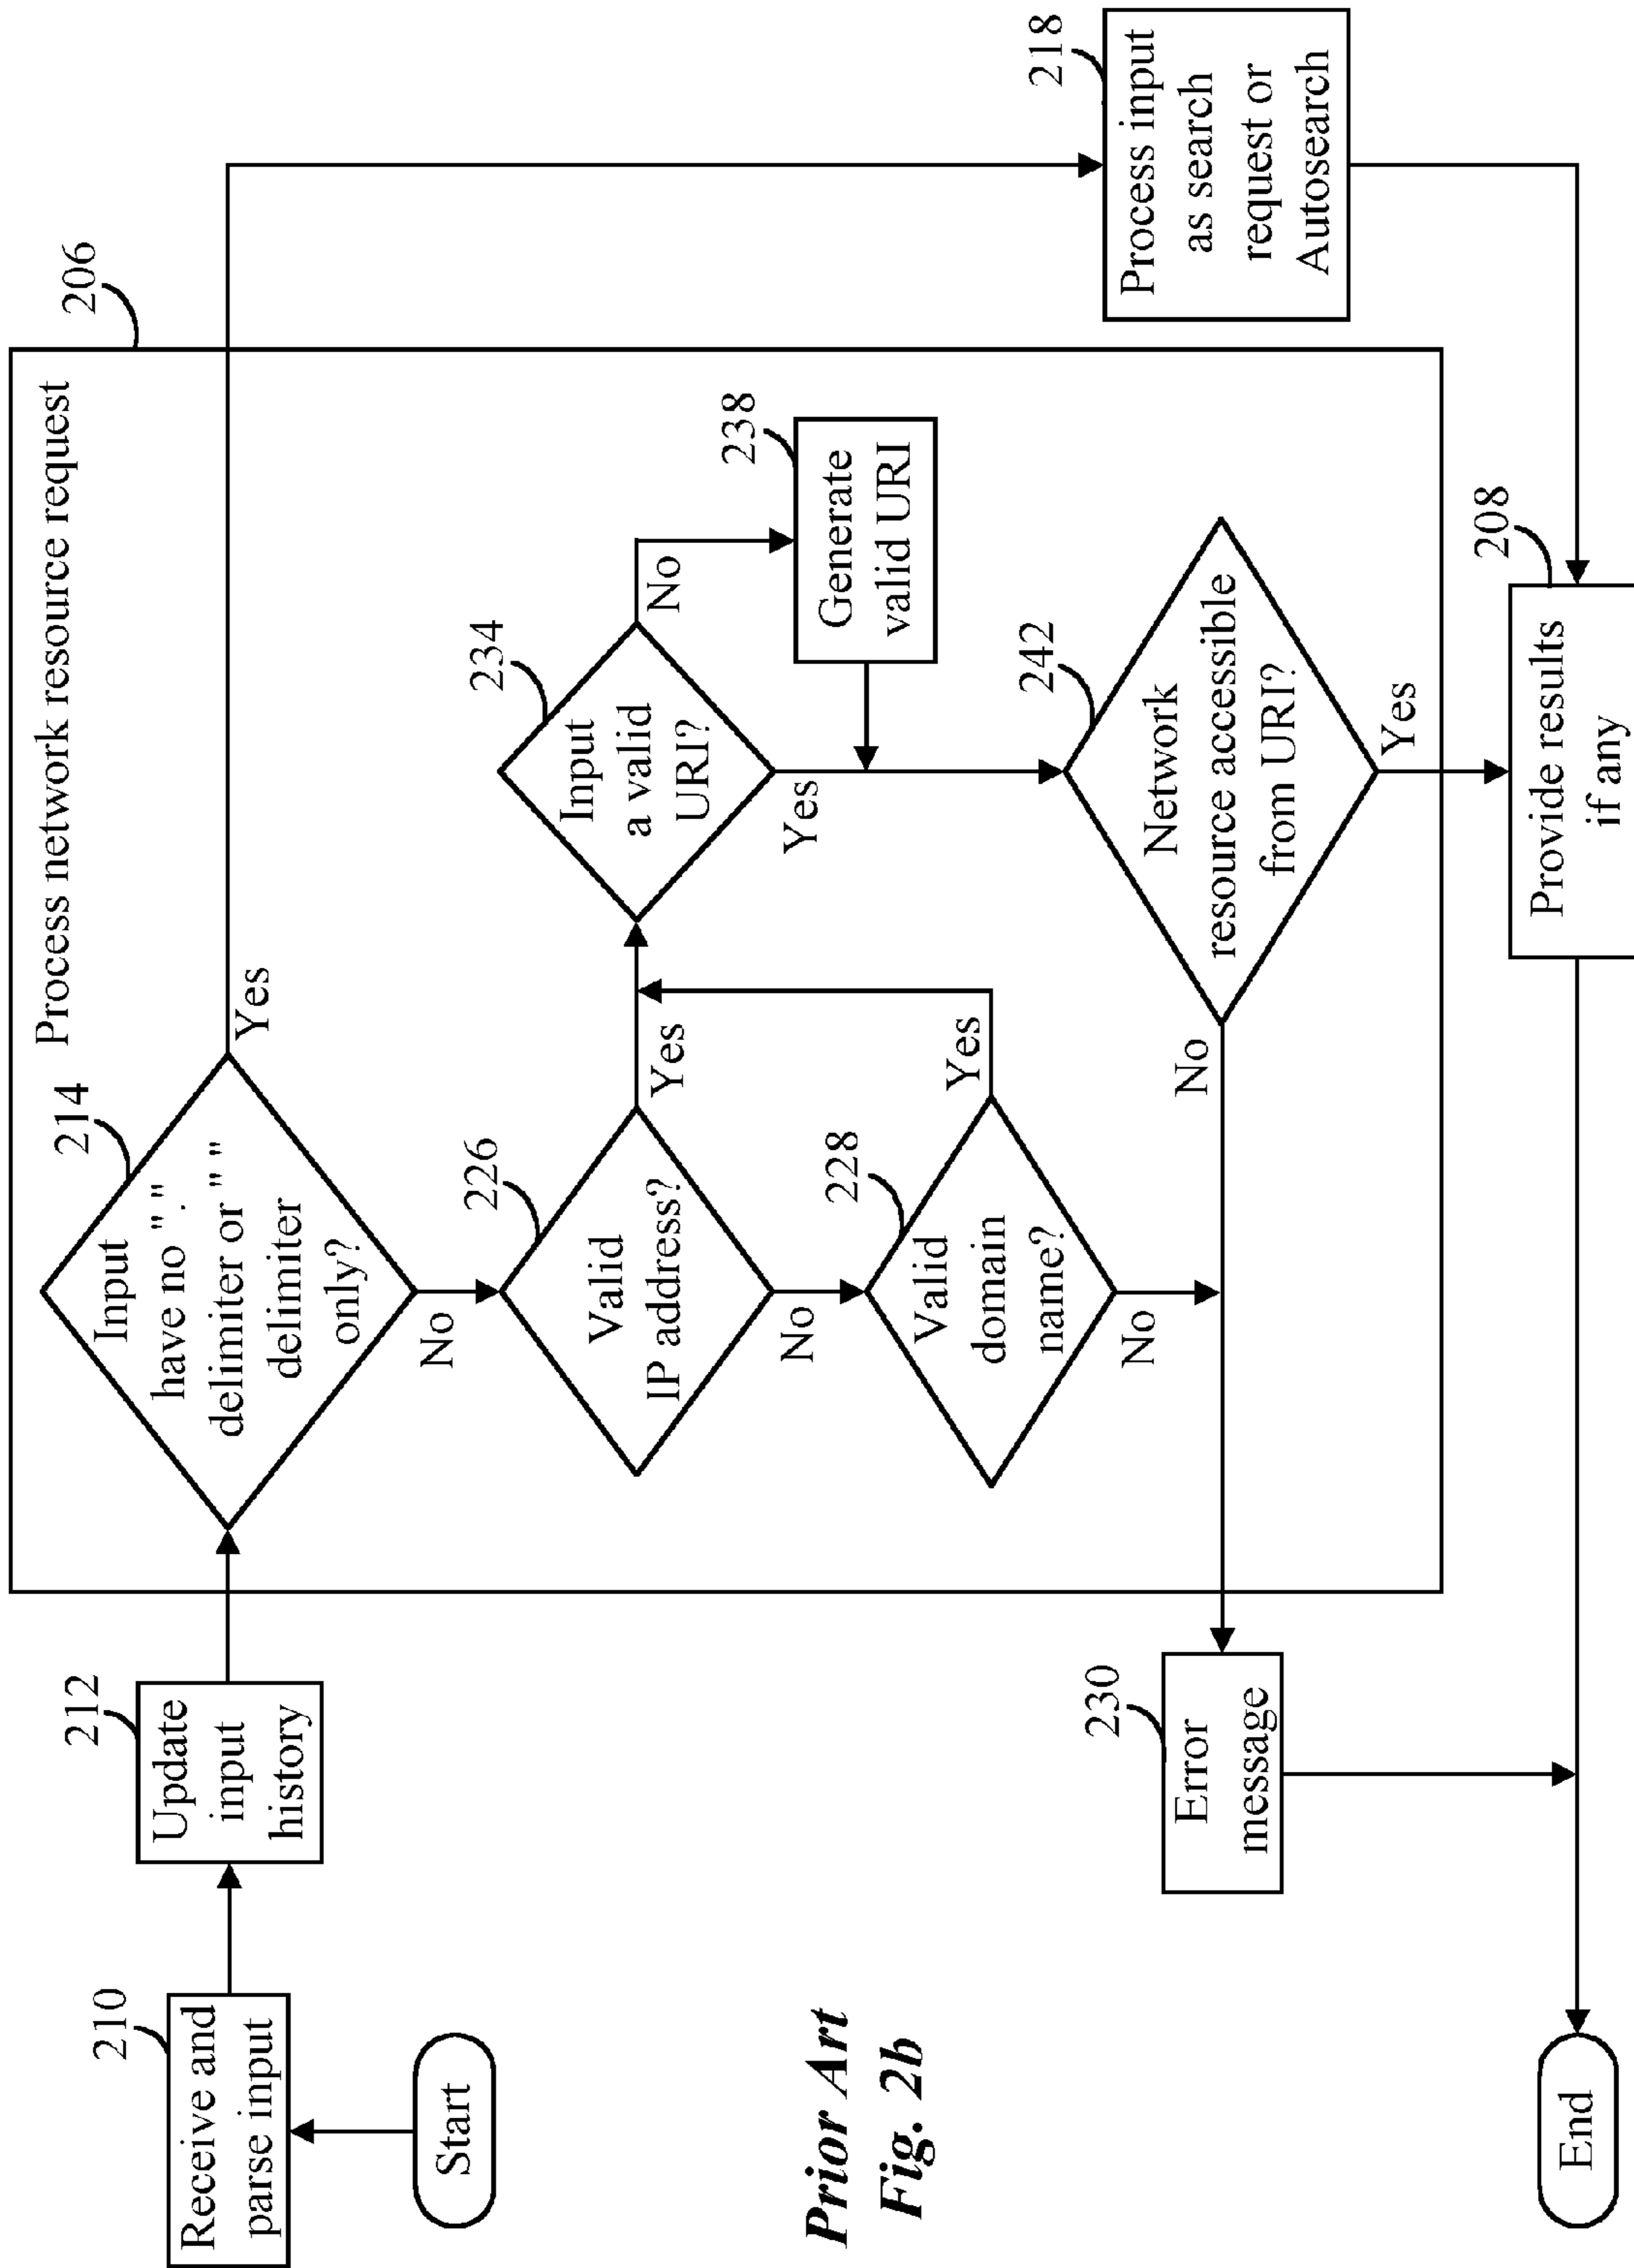 206
Process network resource request
210
Receive and
parse input
Start
212
Update
input
history
214
Input
have no "."
delimiter or " "
delimiter
only?
Yes
No
218
Process input
as search
request or
Autosearch
226
Valid
IP address?
Yes
No
234
Input
a valid
URI?
No
Yes
238
Generate
valid URI
228
Valid
domain
name?
Yes
No
242
Network
resource accessible
from URI?
No
Yes
230
Error
message
208
Provide results
if any
End
Prior Art
Fig. 2b